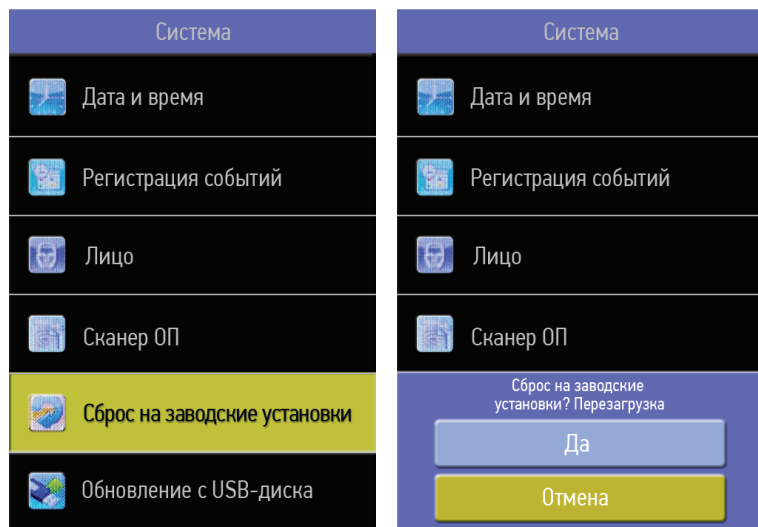 Система
Дата и время
Регистрация событий
Лицо
Сканер ОП
Сброс на заводские установки
Обновление с USB-диска
Система
Дата и время
Регистрация событий
Лицо
Сканер ОП
Сброс на заводские
установки? Перезагрузка
Да
Отмена